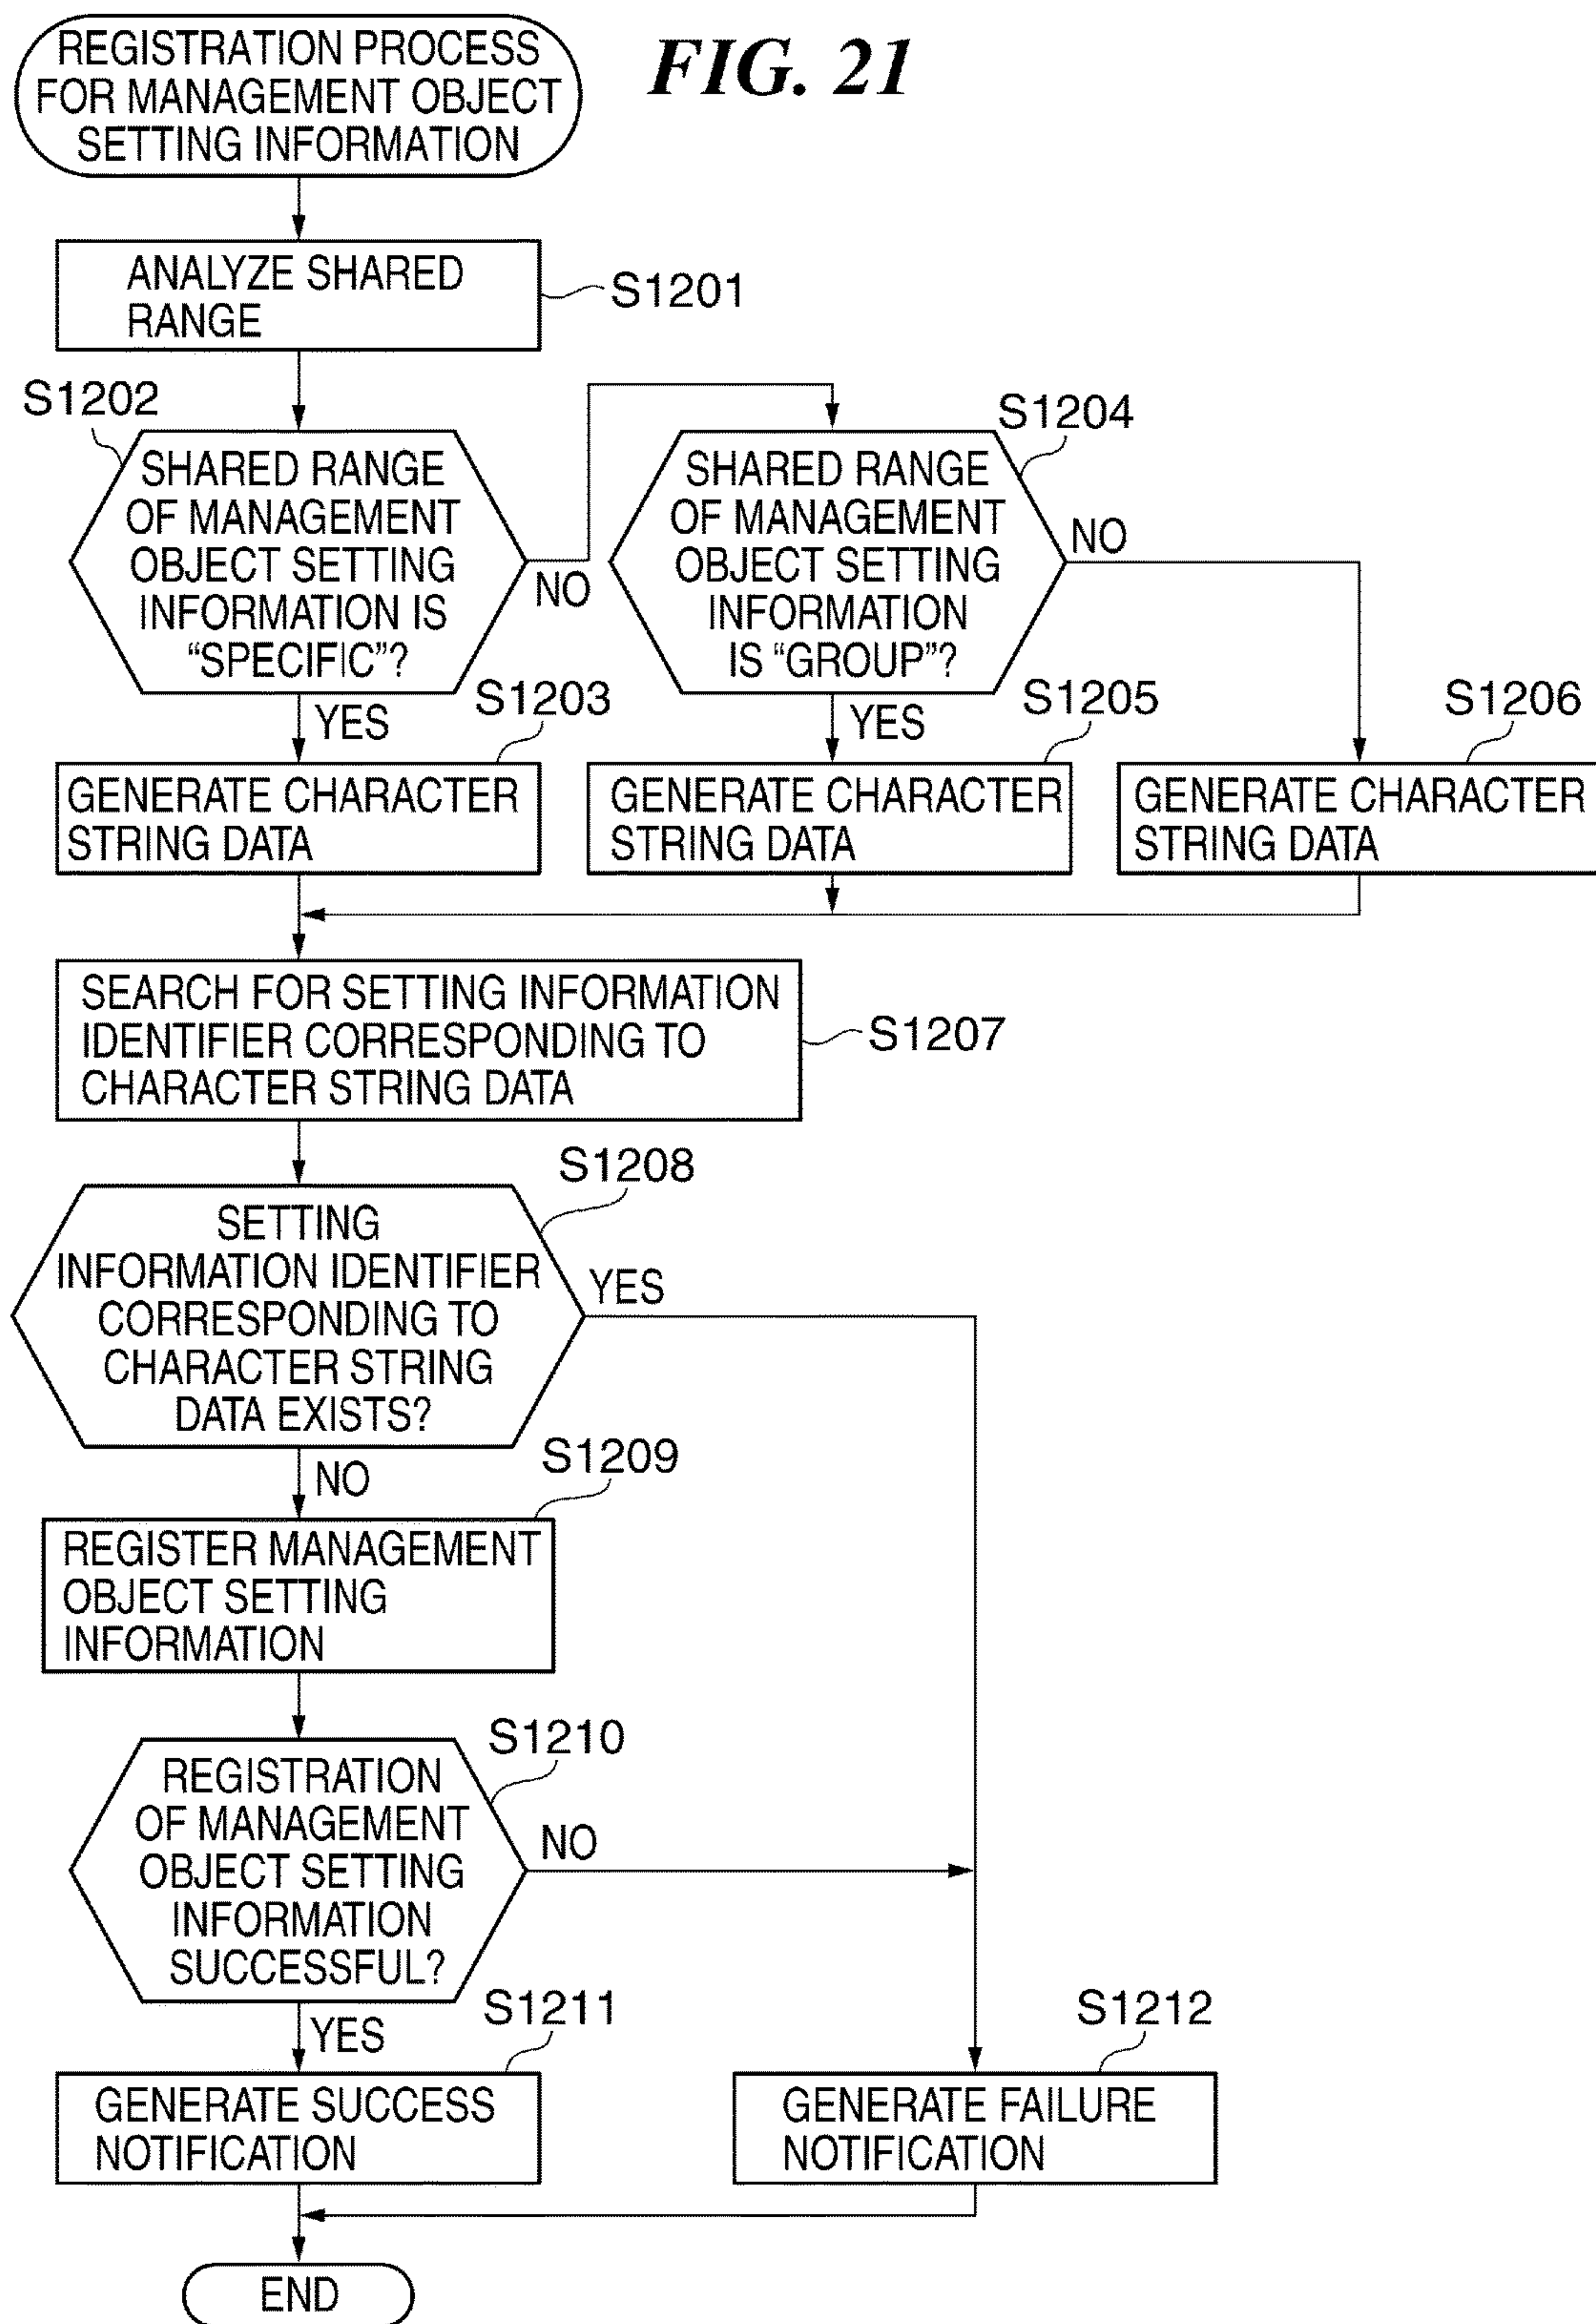 REGISTRATION PROCESS
FOR MANAGEMENT OBJECT
SETTING INFORMATION
FIG. 21
ANALYZE SHARED
RANGE
S1201
S1202
SHARED RANGE
OF MANAGEMENT
OBJECT SETTING
INFORMATION IS
“SPECIFIC”?
NO
S1204
SHARED RANGE
OF MANAGEMENT
OBJECT SETTING
INFORMATION
IS “GROUP”?
NO
YES
S1203
YES
S1205
S1206
GENERATE CHARACTER
STRING DATA
GENERATE CHARACTER
STRING DATA
GENERATE CHARACTER
STRING DATA
SEARCH FOR SETTING INFORMATION
IDENTIFIER CORRESPONDING TO
CHARACTER STRING DATA
S1207
S1208
SETTING
INFORMATION IDENTIFIER
CORRESPONDING TO
CHARACTER STRING
DATA EXISTS?
YES
NO
S1209
REGISTER MANAGEMENT
OBJECT SETTING
INFORMATION
S1210
REGISTRATION
OF MANAGEMENT
OBJECT SETTING
INFORMATION
SUCCESSFUL?
NO
YES
S1211
S1212
GENERATE SUCCESS
NOTIFICATION
GENERATE FAILURE
NOTIFICATION
END